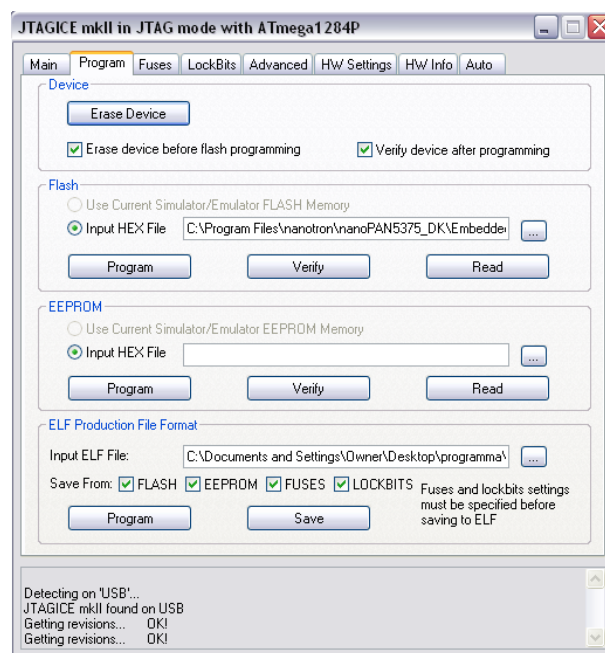 JTAGICE mkII in JTAG mode with ATmega1284P
Main Program Fuses LockBits Advanced HW Settings HW Info Auto
Device
Erase Device
Erase device before flash programming Verify device after programming
Flash
Use Current Simulator/Emulator FLASH Memory
Input HEX File C:\Program Files\nanotron\nanoPAN5375_DK\Embedde
...
Program Verify Read
EEPROM
Use Current Simulator/Emulator EEPROM Memory
Input HEX File ...
Program Verify Read
ELF Production File Format
Input ELF File: C:\Documents and Settings\Owner\Desktop\programma\ ...
Save From: FLASH EEPROM FUSES LOCKBITS Fuses and lockbits settings
must be specified before
saving to ELF
Program Save
Detecting on 'USB'...
JTAGICE mkII found on USB
Getting revisions... OK!
Getting revisions... OK!